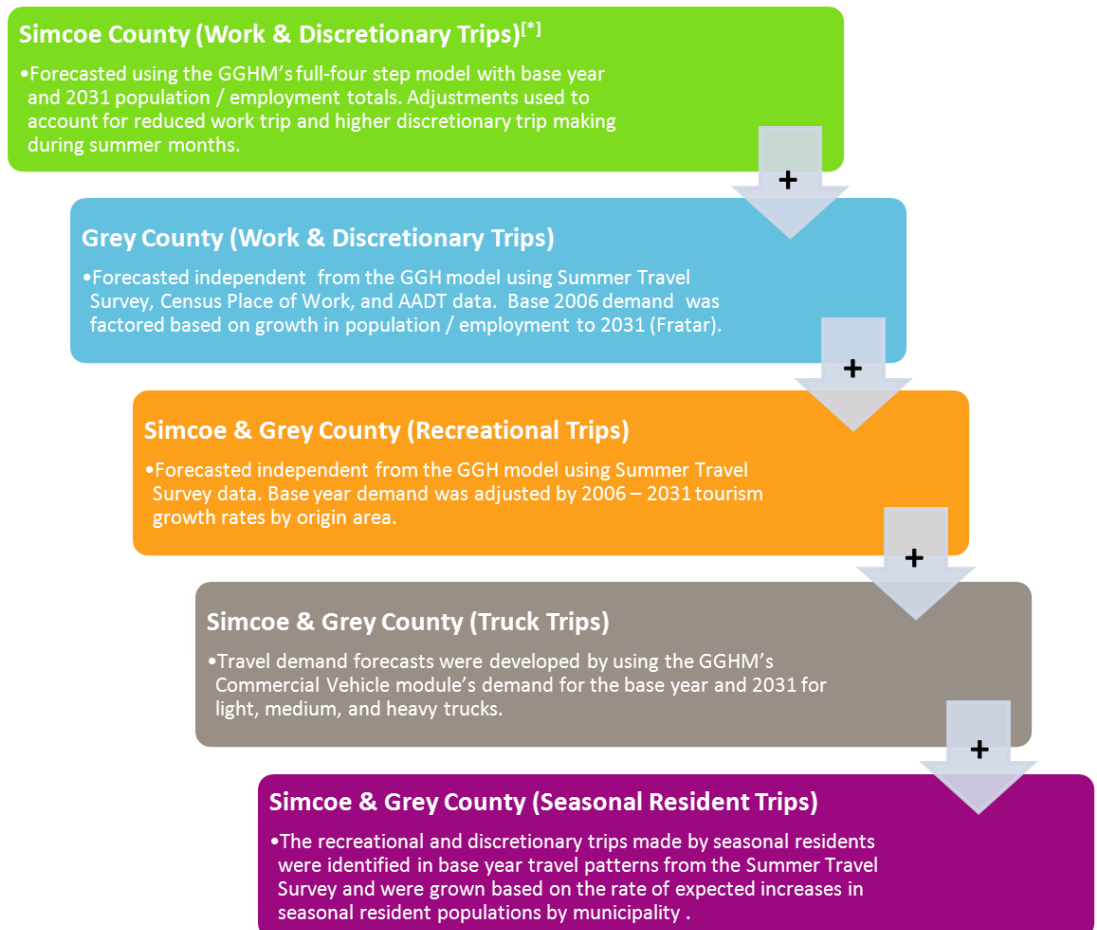 Simcoe County (Work & Discretionary Trips)[*]
•Forecasted using the GGHM's full-four step model with base year
and 2031 population / employment totals. Adjustments used to
account for reduced work trip and higher discretionary trip making
during summer months.
+
Grey County (Work & Discretionary Trips)
•Forecasted independent from the GGH model using Summer Travel
Survey, Census Place of Work, and AADT data. Base 2006 demand was
factored based on growth in population / employment to 2031 (Fratar).
+
Simcoe & Grey County (Recreational Trips)
•Forecasted independent from the GGH model using Summer Travel
Survey data. Base year demand was adjusted by 2006 – 2031 tourism
growth rates by origin area.
+
Simcoe & Grey County (Truck Trips)
•Travel demand forecasts were developed by using the GGHM's
Commercial Vehicle module's demand for the base year and 2031 for
light, medium, and heavy trucks.
+
Simcoe & Grey County (Seasonal Resident Trips)
•The recreational and discretionary trips made by seasonal residents
were identified in base year travel patterns from the Summer Travel
Survey and were grown based on the rate of expected increases in
seasonal resident populations by municipality .